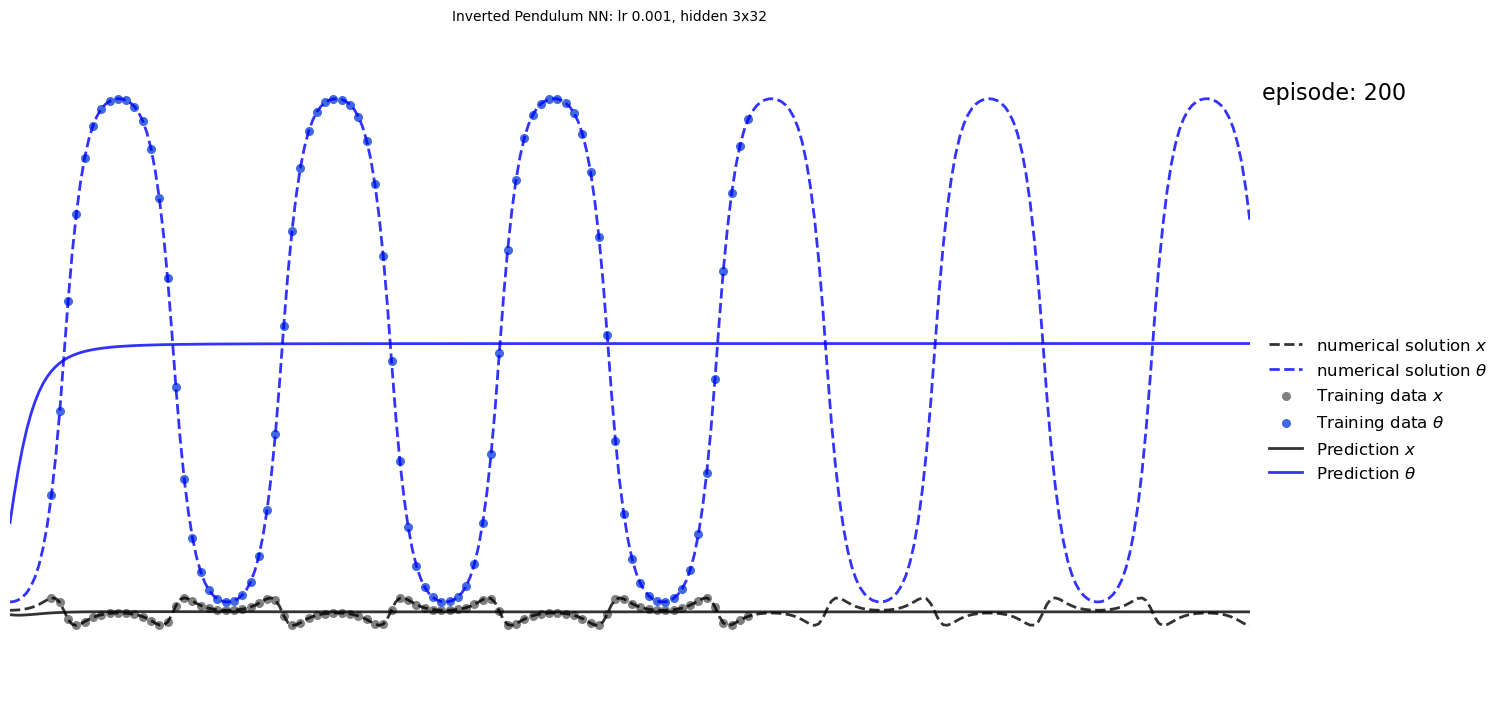 Inverted Pendulum NN: lr 0.001, hidden 3x32
episode: 200
numerical solution x
numerical solution θ
Training data x
Training data θ
Prediction x
Prediction θ